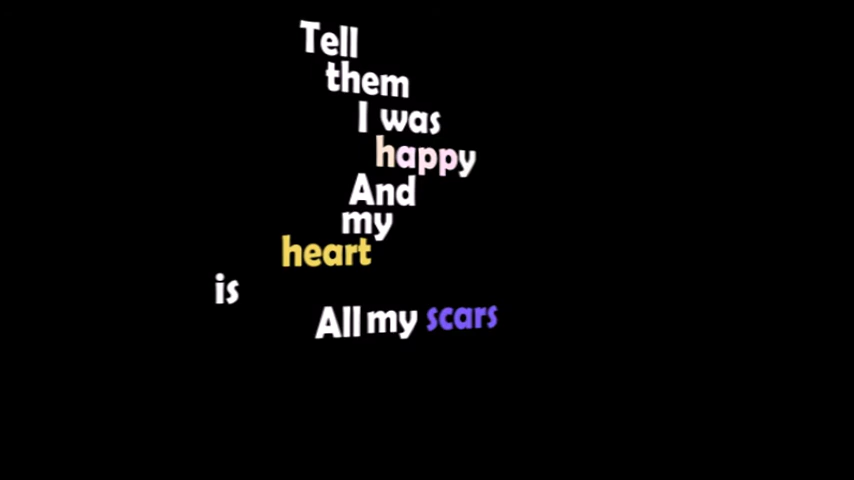 Tell
them
I was
happy
And
my
heart
is
All my scars